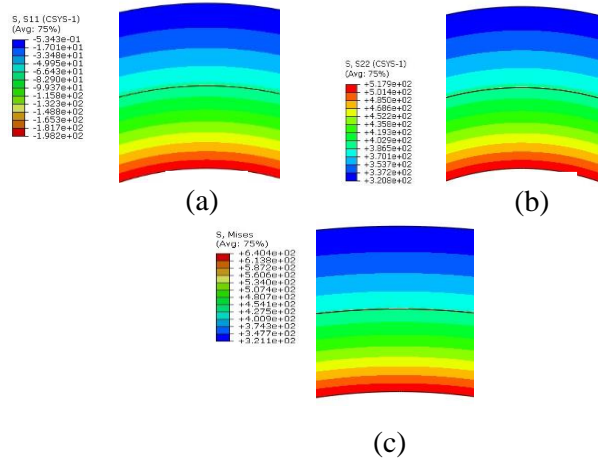 S, S11 (CSYS-1)
(Avg: 75%)
-5.343e-01
-1.701e+01
-3.348e+01
-4.995e+01
-6.643e+01
-8.290e+01
-9.937e+01
-1.158e+02
-1.323e+02
-1.488e+02
-1.653e+02
-1.817e+02
-1.982e+02
(a)
S, S22 (CSYS-1)
(Avg: 75%)
+5.179e+02
+5.014e+02
+4.850e+02
+4.686e+02
+4.522e+02
+4.358e+02
+4.193e+02
+4.029e+02
+3.865e+02
+3.701e+02
+3.537e+02
+3.372e+02
+3.208e+02
(b)
S, Mises
(Avg: 75%)
+6.404e+02
+6.138e+02
+5.872e+02
+5.606e+02
+5.340e+02
+5.074e+02
+4.807e+02
+4.541e+02
+4.275e+02
+4.009e+02
+3.743e+02
+3.477e+02
+3.211e+02
(c)